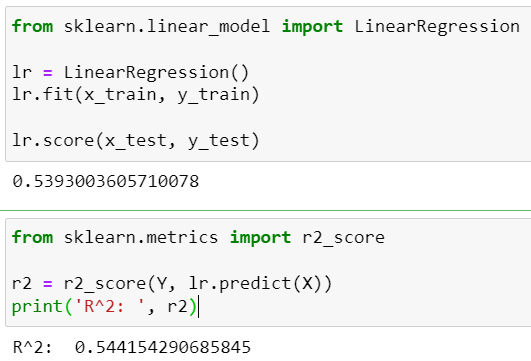 from sklearn.linear_model import LinearRegression
lr = LinearRegression()
lr.fit(x_train, y_train)
lr.score(x_test, y_test)
0.5393003605710078
from sklearn.metrics import r2_score
r2 = r2_score(Y, lr.predict(X))
print('R^2: ', r2)
R^2:  0.544154290685845